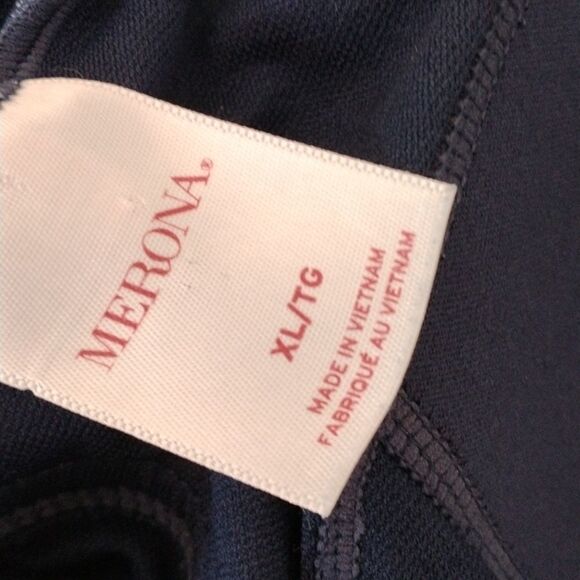 MERONA®
XL/TG
MADE IN VIETNAM
FABRIQUÉ AU VIETNAM